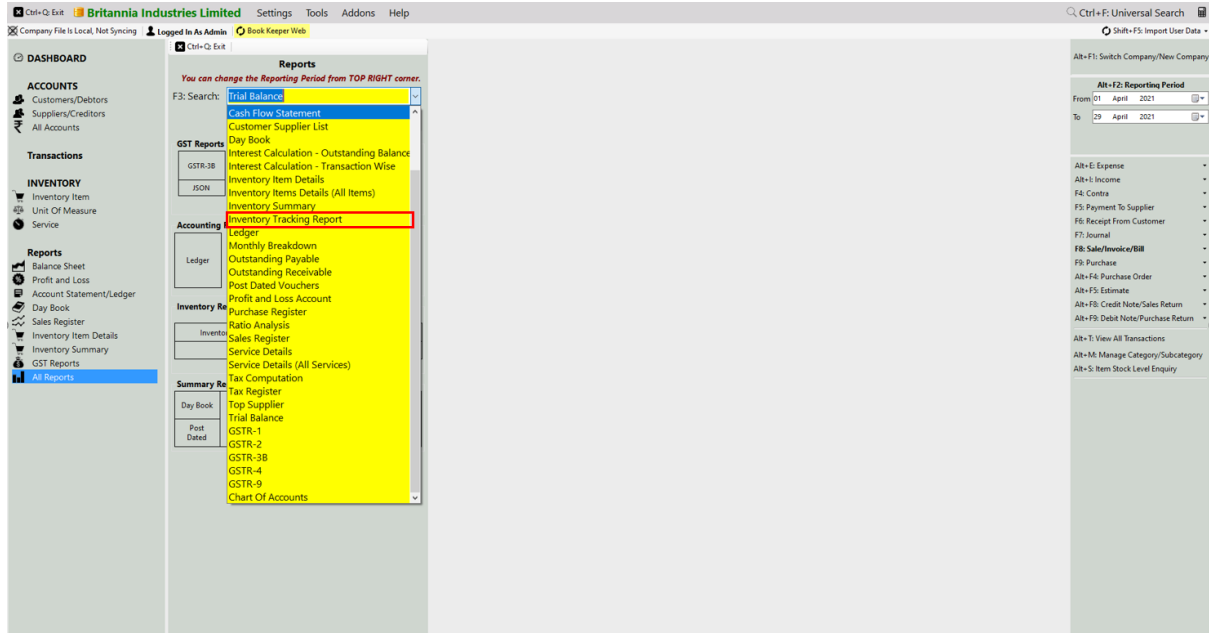 Ctrl+Q: Exit Britannia Industries Limited Settings Tools Addons Help Ctrl+F: Universal Search
Company File Is Local, Not Syncing Logged In As Admin Book Keeper Web Shift+F5: Import User Data
DASHBOARD
ACCOUNTS
Customers/Debtors
Suppliers/Creditors
All Accounts
Transactions
INVENTORY
Inventory Item
Unit Of Measure
Service
Reports
Balance Sheet
Profit and Loss
Account Statement/Ledger
Day Book
Sales Register
Inventory Item Details
Inventory Summary
GST Reports
All Reports
Ctrl+Q: Exit
Reports
You can change the Reporting Period from TOP RIGHT corner.
F3: Search: Trial Balance
Cash Flow Statement
Customer Supplier List
Day Book
Interest Calculation - Outstanding Balance
Interest Calculation - Transaction Wise
Inventory Item Details
Inventory Items Details (All Items)
Inventory Summary
Inventory Tracking Report
Ledger
Monthly Breakdown
Outstanding Payable
Outstanding Receivable
Post Dated Vouchers
Profit and Loss Account
Purchase Register
Ratio Analysis
Sales Register
Service Details
Service Details (All Services)
Tax Computation
Tax Register
Top Supplier
Trial Balance
GSTR-1
GSTR-2
GSTR-3B
GSTR-4
GSTR-9
Chart Of Accounts
GST Reports
GSTR-3B
JSON
Accounting
Ledger
Inventory Re
Invento
Summary Re
Day Book
Post
Dated
Alt+F1: Switch Company/New Company
Alt+F2: Reporting Period
From 01 April 2021
To 29 April 2021
Alt+E: Expense
Alt+I: Income
F4: Contra
F5: Payment To Supplier
F6: Receipt From Customer
F7: Journal
F8: Sale/Invoice/Bill
F9: Purchase
Alt+F4: Purchase Order
Alt+F5: Estimate
Alt+F8: Credit Note/Sales Return
Alt+F9: Debit Note/Purchase Return
Alt+T: View All Transactions
Alt+M: Manage Category/Subcategory
Alt+S: Item Stock Level Enquiry